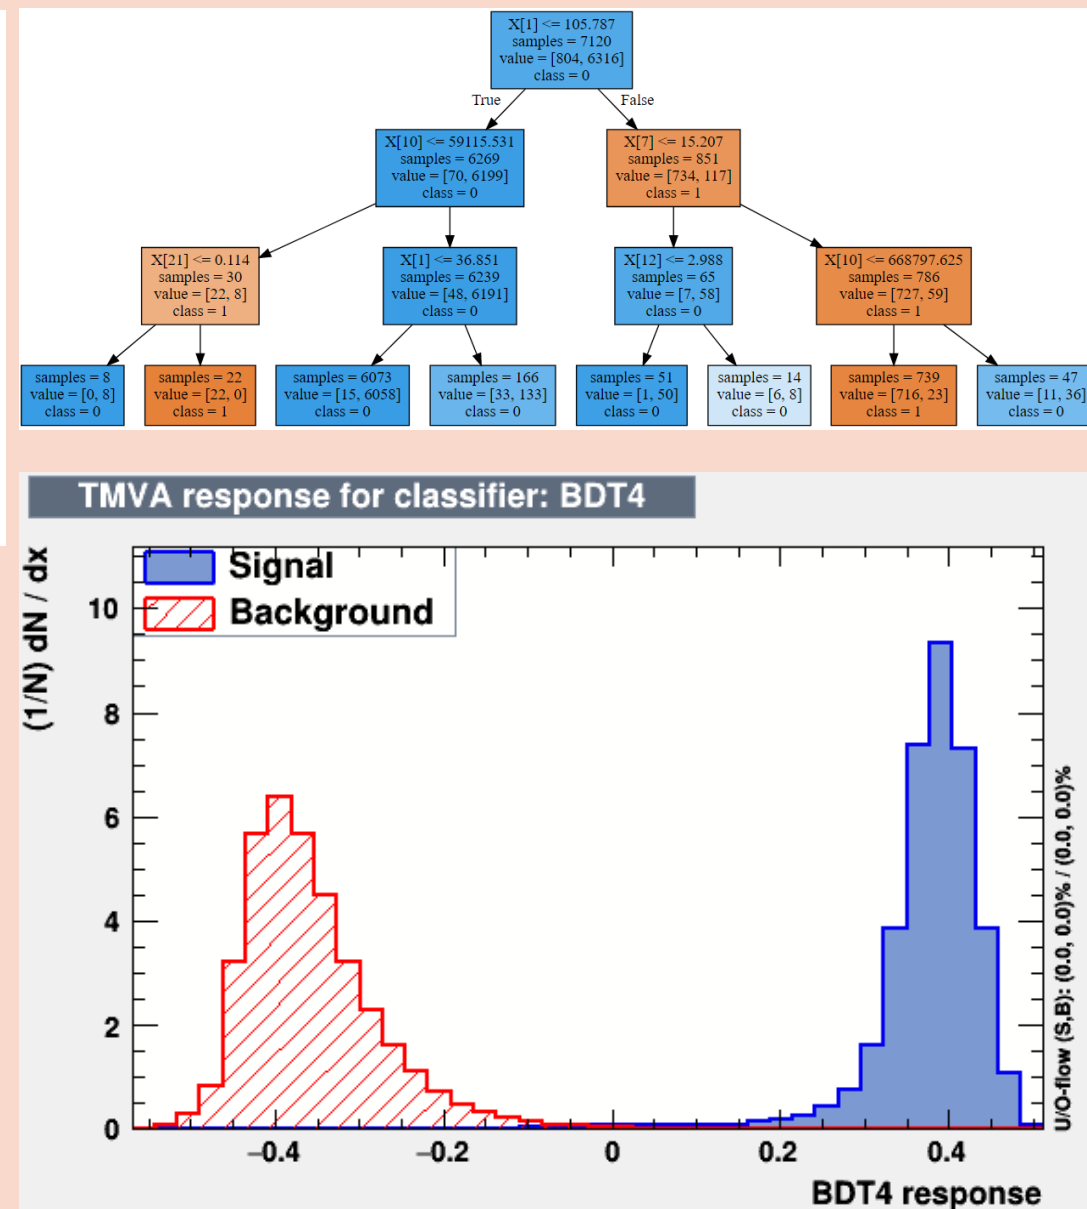 X[1] <= 105.787
samples = 7120
value = [804, 6316]
class = 0
True
False
X[10] <= 59115.531
samples = 6269
value = [70, 6199]
class = 0
X[7] <= 15.207
samples = 851
value = [734, 117]
class = 1
X[21] <= 0.114
samples = 30
value = [22, 8]
class = 1
X[1] <= 36.851
samples = 6239
value = [48, 6191]
class = 0
X[12] <= 2.988
samples = 65
value = [7, 58]
class = 0
X[10] <= 668797.625
samples = 786
value = [727, 59]
class = 1
samples = 8
value = [0, 8]
class = 0
samples = 22
value = [22, 0]
class = 1
samples = 6073
value = [15, 6058]
class = 0
samples = 166
value = [33, 133]
class = 0
samples = 51
value = [1, 50]
class = 0
samples = 14
value = [6, 8]
class = 0
samples = 739
value = [716, 23]
class = 1
samples = 47
value = [11, 36]
class = 0
TMVA response for classifier: BDT4
Signal
Background
(1/N) dN / dx
10
8
6
4
2
0
−0.4
−0.2
0
0.2
0.4
BDT4 response
U/O-flow (S,B): (0.0, 0.0)% / (0.0, 0.0)%